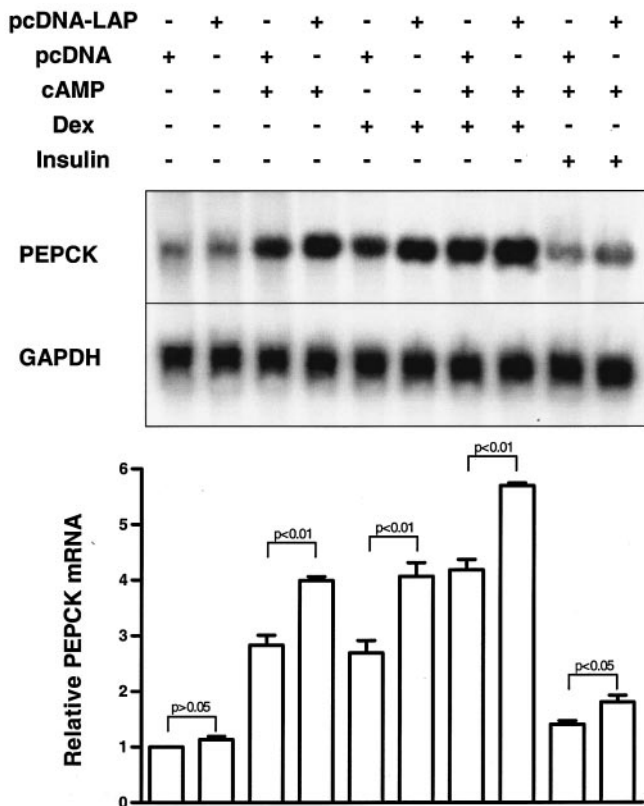 pcDNA-LAP - + - + - + - + - +
pcDNA + - + - + - + - + -
cAMP - - + + - - + + + +
Dex - - - - + + + + - -
Insulin - - - - - - - - + +
PEPCK
GAPDH
Relative PEPCK mRNA
6
5
4
3
2
1
0
p>0.05
p<0.01
p<0.01
p<0.01
p<0.05